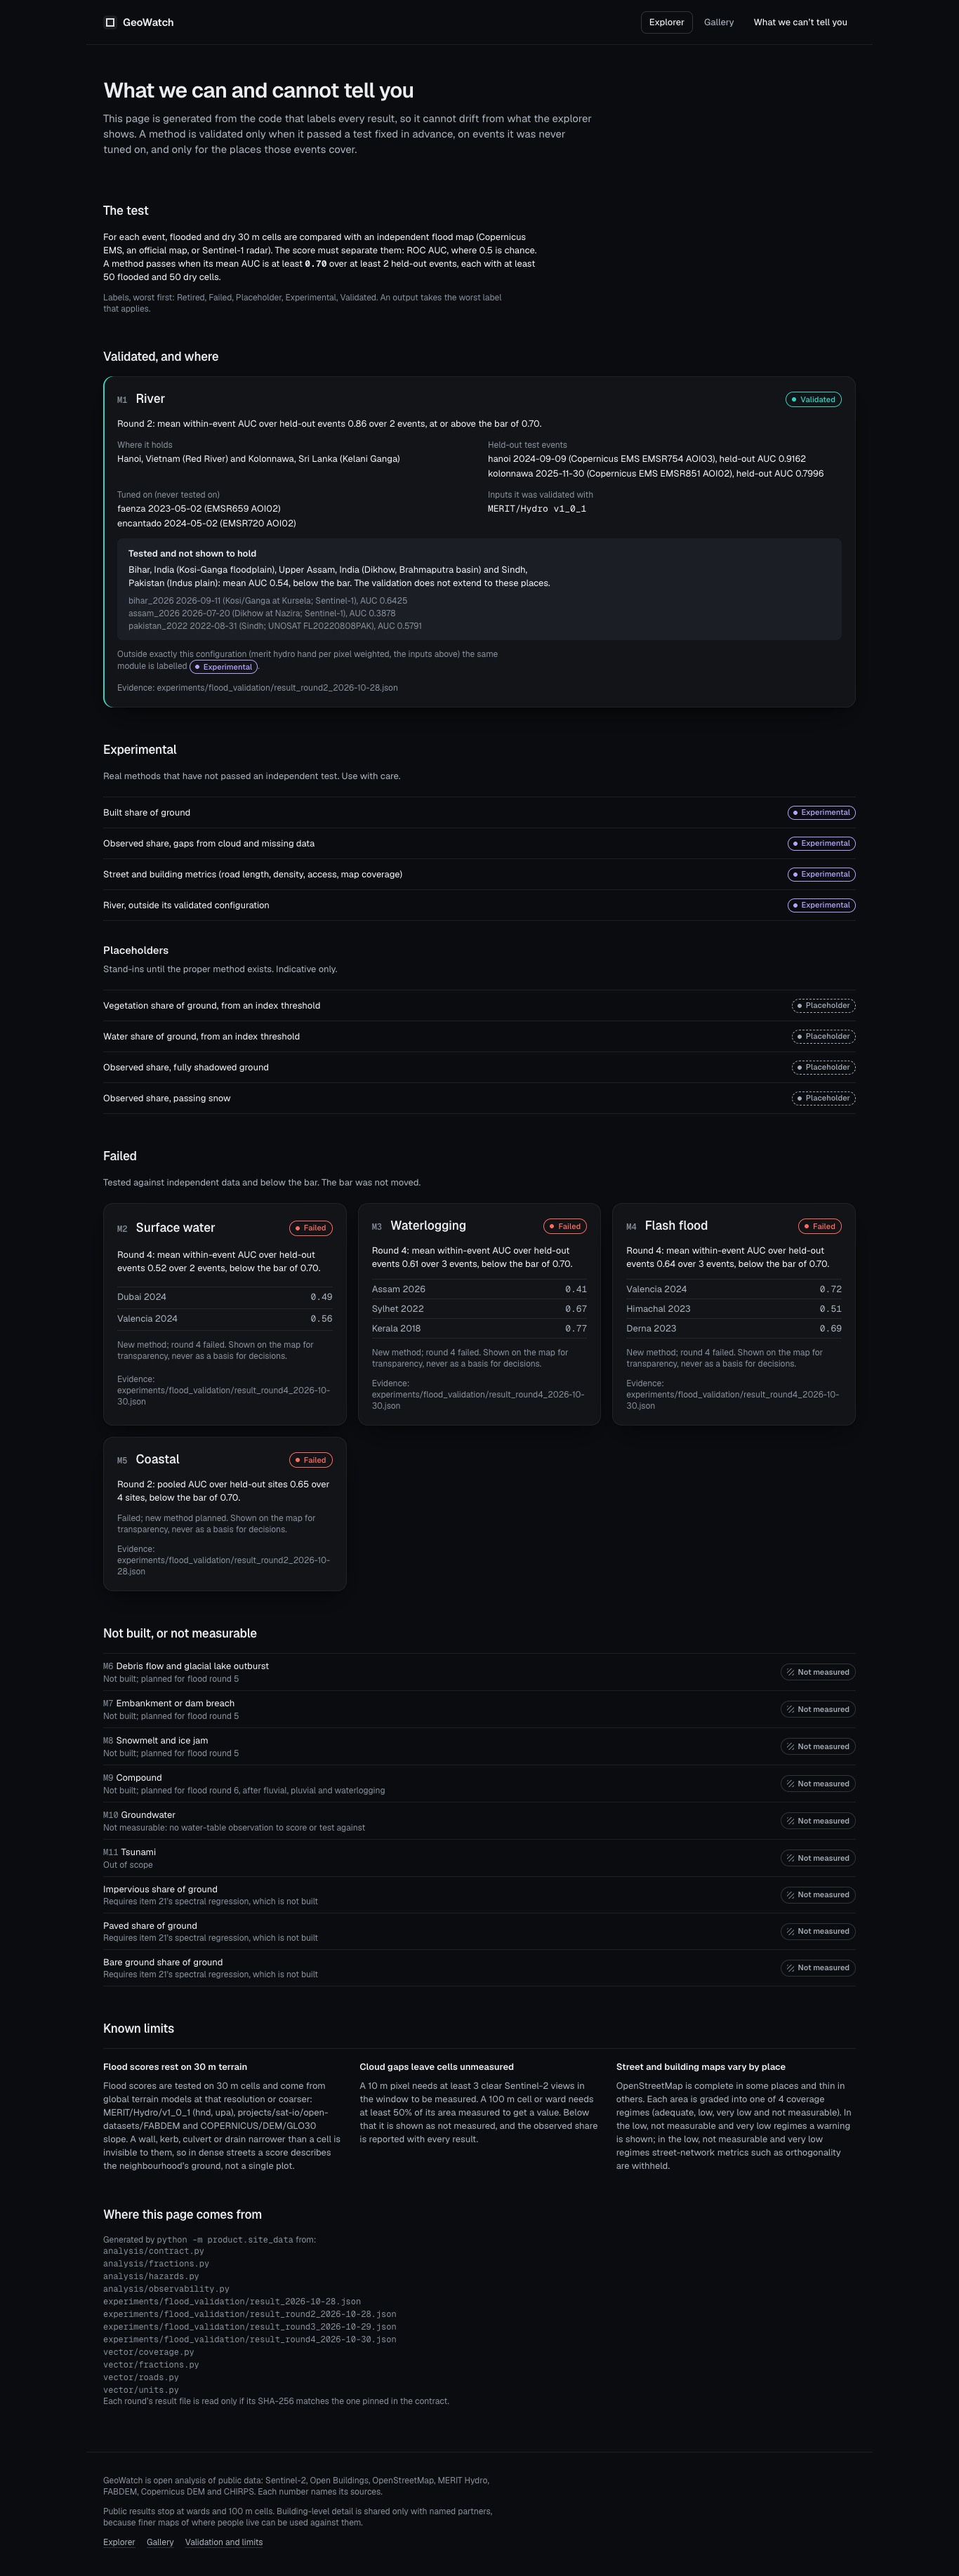 GeoWatch
Explorer
Gallery
What we can't tell you
What we can and cannot tell you
This page is generated from the code that labels every result, so it cannot drift from what the explorer
shows. A method is validated only when it passed a test fixed in advance, on events it was never
tuned on, and only for the places those events cover.
The test
For each event, flooded and dry 30 m cells are compared with an independent flood map (Copernicus
EMS, an official map, or Sentinel-1 radar). The score must separate them: ROC AUC, where 0.5 is chance.
A method passes when its mean AUC is at least 0.70 over at least 2 held-out events, each with at least
50 flooded and 50 dry cells.
Labels, worst first: Retired, Failed, Placeholder, Experimental, Validated. An output takes the worst label
that applies.
Validated, and where
M1 River
Validated
Round 2: mean within-event AUC over held-out events 0.86 over 2 events, at or above the bar of 0.70.
Where it holds
Hanoi, Vietnam (Red River) and Kolonnawa, Sri Lanka (Kelani Ganga)
Held-out test events
hanoi 2024-09-09 (Copernicus EMS EMSR754 AOI03), held-out AUC 0.9162
kolonnawa 2025-11-30 (Copernicus EMS EMSR851 AOI02), held-out AUC 0.7996
Tuned on (never tested on)
faenza 2023-05-02 (EMSR659 AOI02)
encantado 2024-05-02 (EMSR720 AOI02)
Inputs it was validated with
MERIT/Hydro v1_0_1
Tested and not shown to hold
Bihar, India (Kosi-Ganga floodplain), Upper Assam, India (Dikhow, Brahmaputra basin) and Sindh,
Pakistan (Indus plain): mean AUC 0.54, below the bar. The validation does not extend to these places.
bihar_2026 2026-09-11 (Kosi/Ganga at Kursela; Sentinel-1), AUC 0.6425
assam_2026 2026-07-20 (Dikhow at Nazira; Sentinel-1), AUC 0.3878
pakistan_2022 2022-08-31 (Sindh; UNOSAT FL20220808PAK), AUC 0.5791
Outside exactly this configuration (merit hydro hand per pixel weighted, the inputs above) the same
module is labelled Experimental.
Evidence: experiments/flood_validation/result_round2_2026-10-28.json
Experimental
Real methods that have not passed an independent test. Use with care.
Built share of ground
Experimental
Observed share, gaps from cloud and missing data
Experimental
Street and building metrics (road length, density, access, map coverage)
Experimental
River, outside its validated configuration
Experimental
Placeholders
Stand-ins until the proper method exists. Indicative only.
Vegetation share of ground, from an index threshold
Placeholder
Water share of ground, from an index threshold
Placeholder
Observed share, fully shadowed ground
Placeholder
Observed share, passing snow
Placeholder
Failed
Tested against independent data and below the bar. The bar was not moved.
M2 Surface water
Failed
Round 4: mean within-event AUC over held-out
events 0.52 over 2 events, below the bar of 0.70.
Dubai 2024 0.49
Valencia 2024 0.56
New method; round 4 failed. Shown on the map for
transparency, never as a basis for decisions.
Evidence:
experiments/flood_validation/result_round4_2026-10-
30.json
M3 Waterlogging
Failed
Round 4: mean within-event AUC over held-out
events 0.61 over 3 events, below the bar of 0.70.
Assam 2026 0.41
Sylhet 2022 0.67
Kerala 2018 0.77
New method; round 4 failed. Shown on the map for
transparency, never as a basis for decisions.
Evidence:
experiments/flood_validation/result_round4_2026-10-
30.json
M4 Flash flood
Failed
Round 4: mean within-event AUC over held-out
events 0.64 over 3 events, below the bar of 0.70.
Valencia 2024 0.72
Himachal 2023 0.51
Derna 2023 0.69
New method; round 4 failed. Shown on the map for
transparency, never as a basis for decisions.
Evidence:
experiments/flood_validation/result_round4_2026-10-
30.json
M5 Coastal
Failed
Round 2: pooled AUC over held-out sites 0.65 over
4 sites, below the bar of 0.70.
Failed; new method planned. Shown on the map for
transparency, never as a basis for decisions.
Evidence:
experiments/flood_validation/result_round2_2026-10-
28.json
Not built, or not measurable
M6 Debris flow and glacial lake outburst
Not built; planned for flood round 5
Not measured
M7 Embankment or dam breach
Not built; planned for flood round 5
Not measured
M8 Snowmelt and ice jam
Not built; planned for flood round 5
Not measured
M9 Compound
Not built; planned for flood round 6, after fluvial, pluvial and waterlogging
Not measured
M10 Groundwater
Not measurable: no water-table observation to score or test against
Not measured
M11 Tsunami
Out of scope
Not measured
Impervious share of ground
Requires item 21's spectral regression, which is not built
Not measured
Paved share of ground
Requires item 21's spectral regression, which is not built
Not measured
Bare ground share of ground
Requires item 21's spectral regression, which is not built
Not measured
Known limits
Flood scores rest on 30 m terrain
Flood scores are tested on 30 m cells and come from
global terrain models at that resolution or coarser:
MERIT/Hydro/v1_0_1 (hnd, upa), projects/sat-io/open-
datasets/FABDEM and COPERNICUS/DEM/GLO30
slope. A wall, kerb, culvert or drain narrower than a cell is
invisible to them, so in dense streets a score describes
the neighbourhood's ground, not a single plot.
Cloud gaps leave cells unmeasured
A 10 m pixel needs at least 3 clear Sentinel-2 views in
the window to be measured. A 100 m cell or ward needs
at least 50% of its area measured to get a value. Below
that it is shown as not measured, and the observed share
is reported with every result.
Street and building maps vary by place
OpenStreetMap is complete in some places and thin in
others. Each area is graded into one of 4 coverage
regimes (adequate, low, very low and not measurable). In
low, not measurable and very low regimes a warning
is shown; in the low, not measurable and very low
regimes street-network metrics such as orthogonality
are withheld.
Where this page comes from
Generated by python -m product.site_data from:
analysis/contract.py
analysis/fractions.py
analysis/hazards.py
analysis/observability.py
experiments/flood_validation/result_2026-10-28.json
experiments/flood_validation/result_round2_2026-10-28.json
experiments/flood_validation/result_round3_2026-10-29.json
experiments/flood_validation/result_round4_2026-10-30.json
vector/coverage.py
vector/fractions.py
vector/roads.py
vector/units.py
Each round's result file is read only if its SHA-256 matches the one pinned in the contract.
GeoWatch is open analysis of public data: Sentinel-2, Open Buildings, OpenStreetMap, MERIT Hydro,
FABDEM, Copernicus DEM and CHIRPS. Each number names its sources.
Public results stop at wards and 100 m cells. Building-level detail is shared only with named partners,
because finer maps of where people live can be used against them.
Explorer
Gallery
Validation and limits